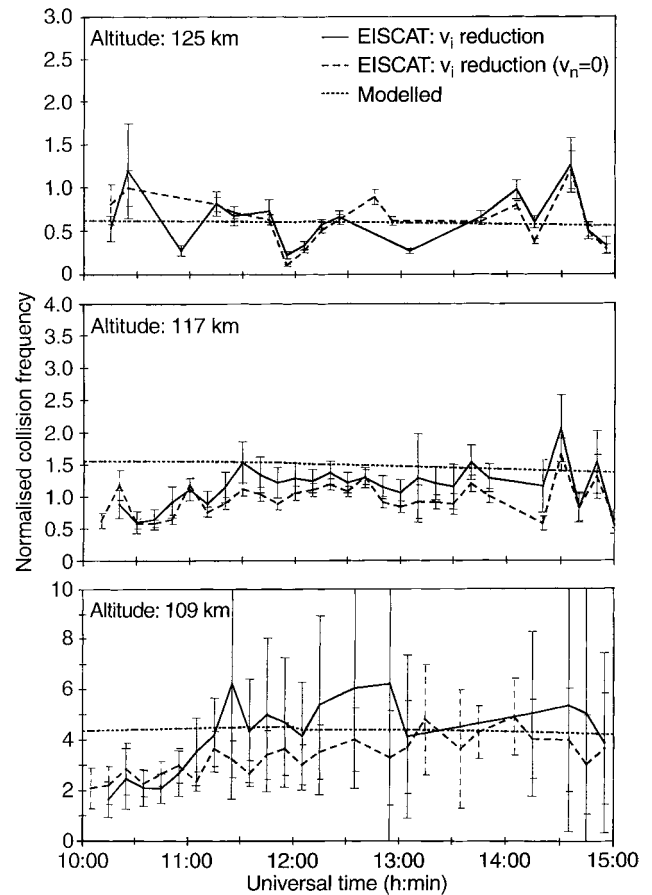 Normalised collision frequency
Altitude: 125 km
EISCAT: vᵢ reduction
EISCAT: vᵢ reduction (vₙ=0)
Modelled
3.0
2.5
2.0
1.5
1.0
0.5
0
Altitude: 117 km
4.0
3.5
3.0
2.5
2.0
1.5
1.0
0.5
0
Altitude: 109 km
10
8
6
4
2
0
10:00 11:00 12:00 13:00 14:00 15:00
Universal time (h:min)